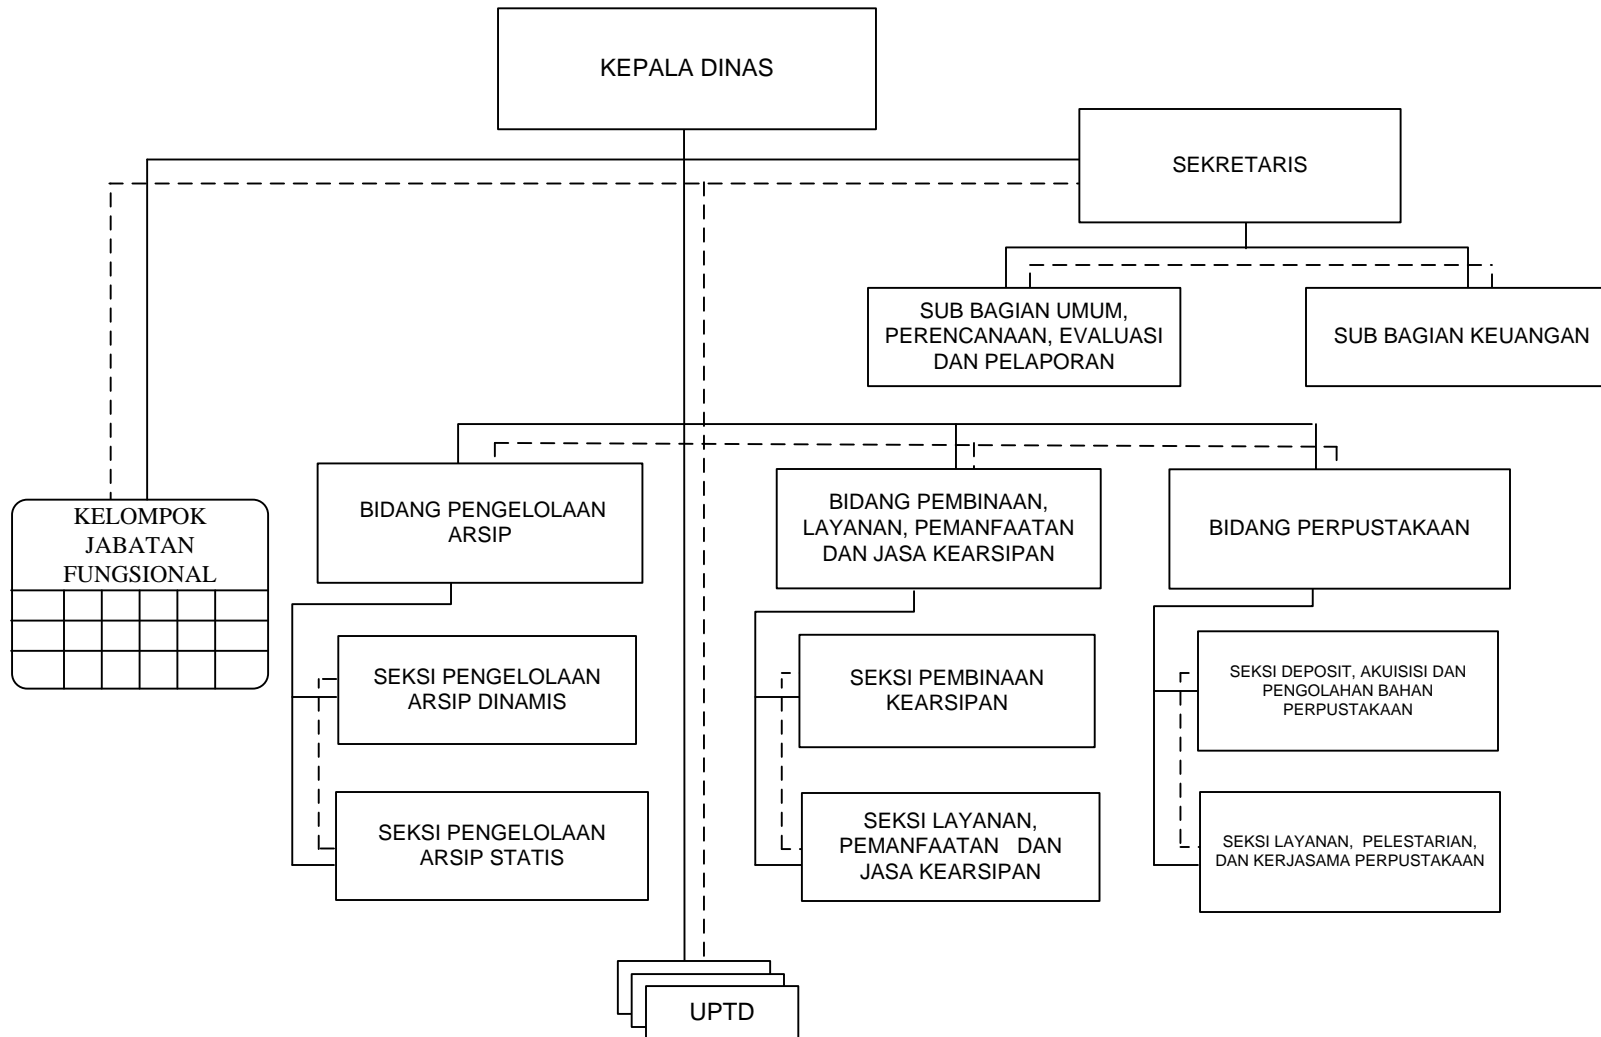 KEPALA DINAS
SEKRETARIS
SUB BAGIAN UMUM,
PERENCANAAN, EVALUASI
DAN PELAPORAN
SUB BAGIAN KEUANGAN
KELOMPOK
JABATAN
FUNGSIONAL
BIDANG PENGELOLAAN
ARSIP
BIDANG PEMBINAAN,
LAYANAN, PEMANFAATAN
DAN JASA KEARSIPAN
BIDANG PERPUSTAKAAN
SEKSI PENGELOLAAN
ARSIP DINAMIS
SEKSI PEMBINAAN
KEARSIPAN
SEKSI DEPOSIT, AKUISISI DAN
PENGOLAHAN BAHAN
PERPUSTAKAAN
SEKSI PENGELOLAAN
ARSIP STATIS
SEKSI LAYANAN,
PEMANFAATAN DAN
JASA KEARSIPAN
SEKSI LAYANAN, PELESTARIAN,
DAN KERJASAMA PERPUSTAKAAN
UPTD